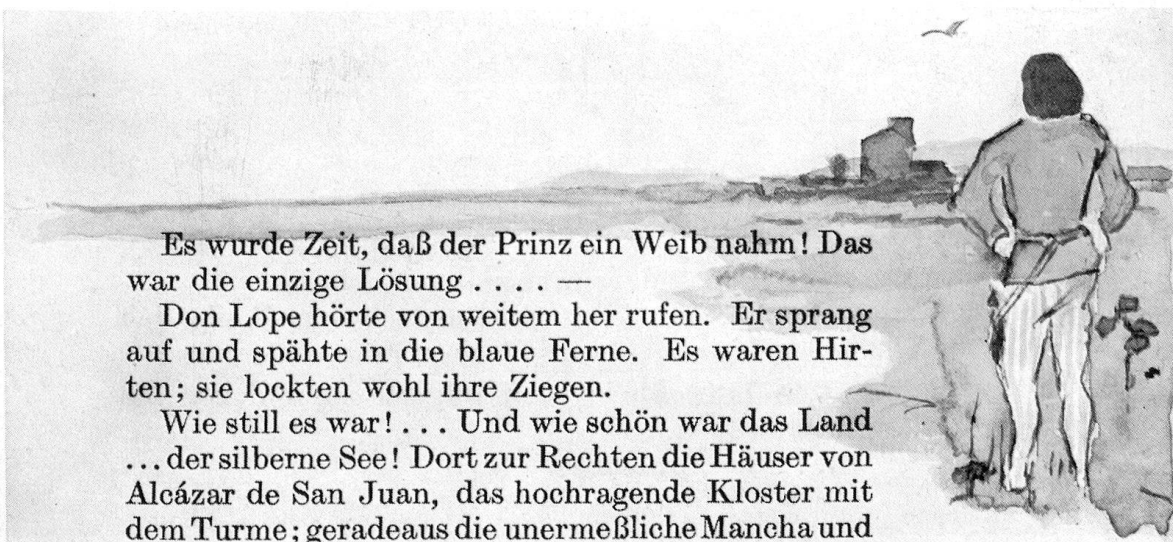 Es wurde Zeit, daß der Prinz ein Weib nahm! Das
war die einzige Lösung . . . . —
Don Lope hörte von weitem her rufen. Er sprang
auf und spähte in die blaue Ferne. Es waren Hir-
ten; sie lockten wohl ihre Ziegen.
Wie still es war! . . . Und wie schön war das Land
... der silberne See! Dort zur Rechten die Häuser von
Alcázar de San Juan, das hochragende Kloster mit
dem Turme; geradeaus die unermeßliche Mancha und